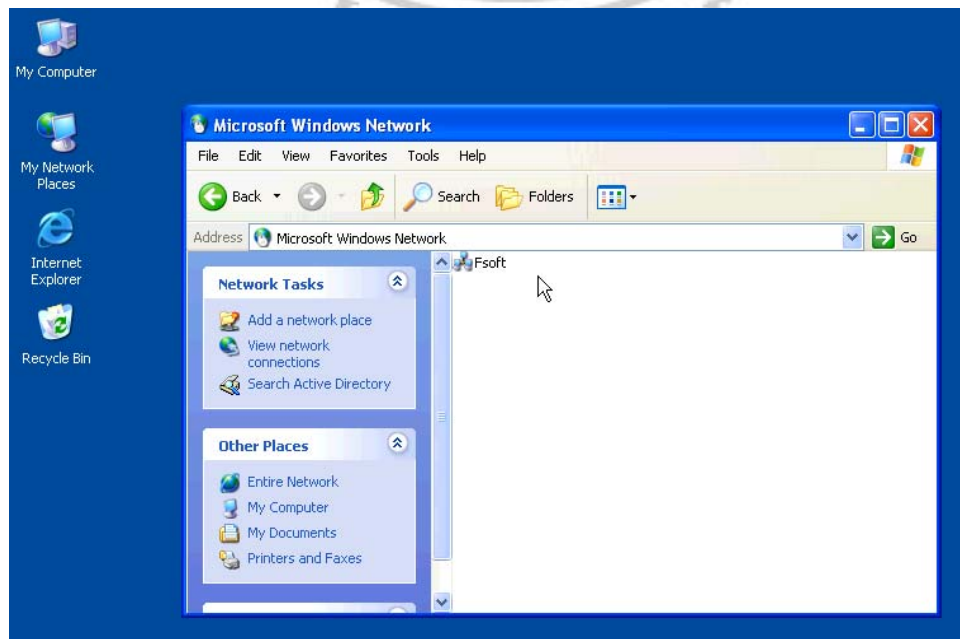 My Computer
My Network
Places
Internet
Explorer
Recycle Bin
Microsoft Windows Network
File Edit View Favorites Tools Help
Back Search Folders
Address Microsoft Windows Network Go
Network Tasks
Add a network place
View network
connections
Search Active Directory
Other Places
Entire Network
My Computer
My Documents
Printers and Faxes
Fsoft